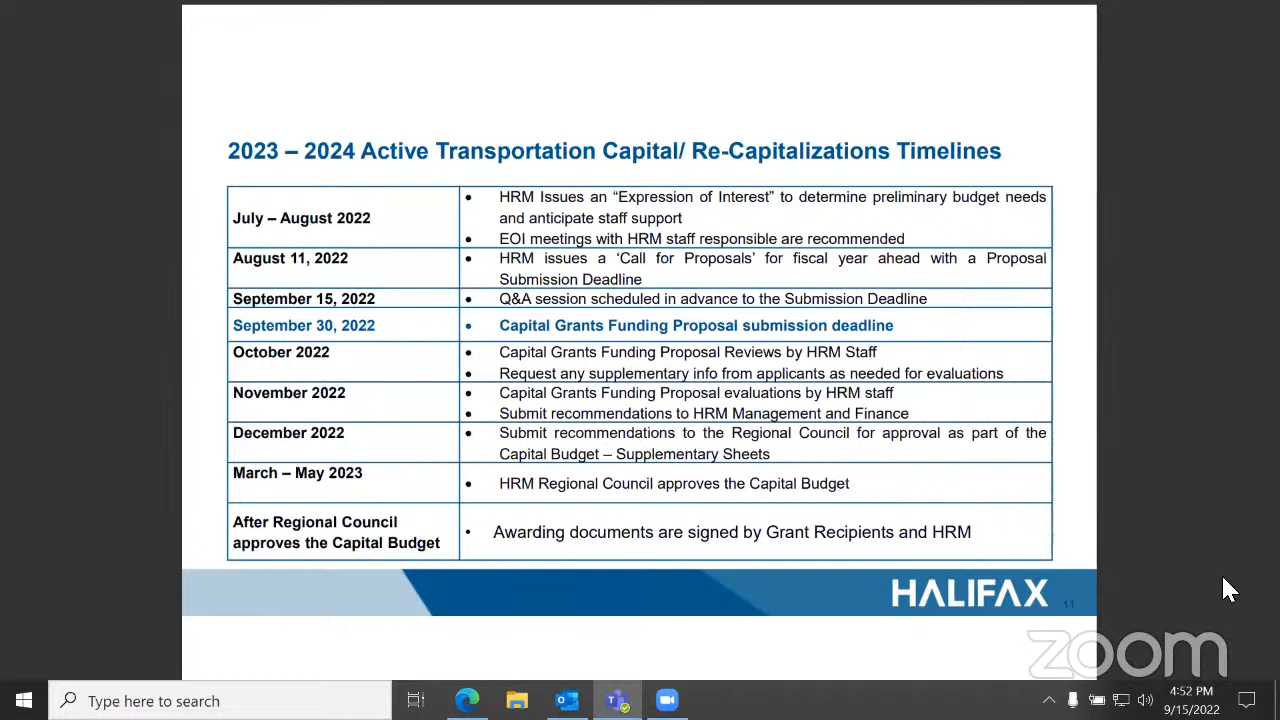 2023 – 2024 Active Transportation Capital/ Re-Capitalizations Timelines
July – August 2022
• HRM Issues an “Expression of Interest” to determine preliminary budget needs
and anticipate staff support
• EOI meetings with HRM staff responsible are recommended
August 11, 2022
• HRM issues a ‘Call for Proposals’ for fiscal year ahead with a Proposal
Submission Deadline
September 15, 2022
• Q&A session scheduled in advance to the Submission Deadline
September 30, 2022
• Capital Grants Funding Proposal submission deadline
October 2022
• Capital Grants Funding Proposal Reviews by HRM Staff
• Request any supplementary info from applicants as needed for evaluations
November 2022
• Capital Grants Funding Proposal evaluations by HRM staff
• Submit recommendations to HRM Management and Finance
December 2022
• Submit recommendations to the Regional Council for approval as part of the
Capital Budget – Supplementary Sheets
March – May 2023
• HRM Regional Council approves the Capital Budget
After Regional Council
approves the Capital Budget
• Awarding documents are signed by Grant Recipients and HRM
HALIFAX
11
zoom
Type here to search
4:52 PM
9/15/2022